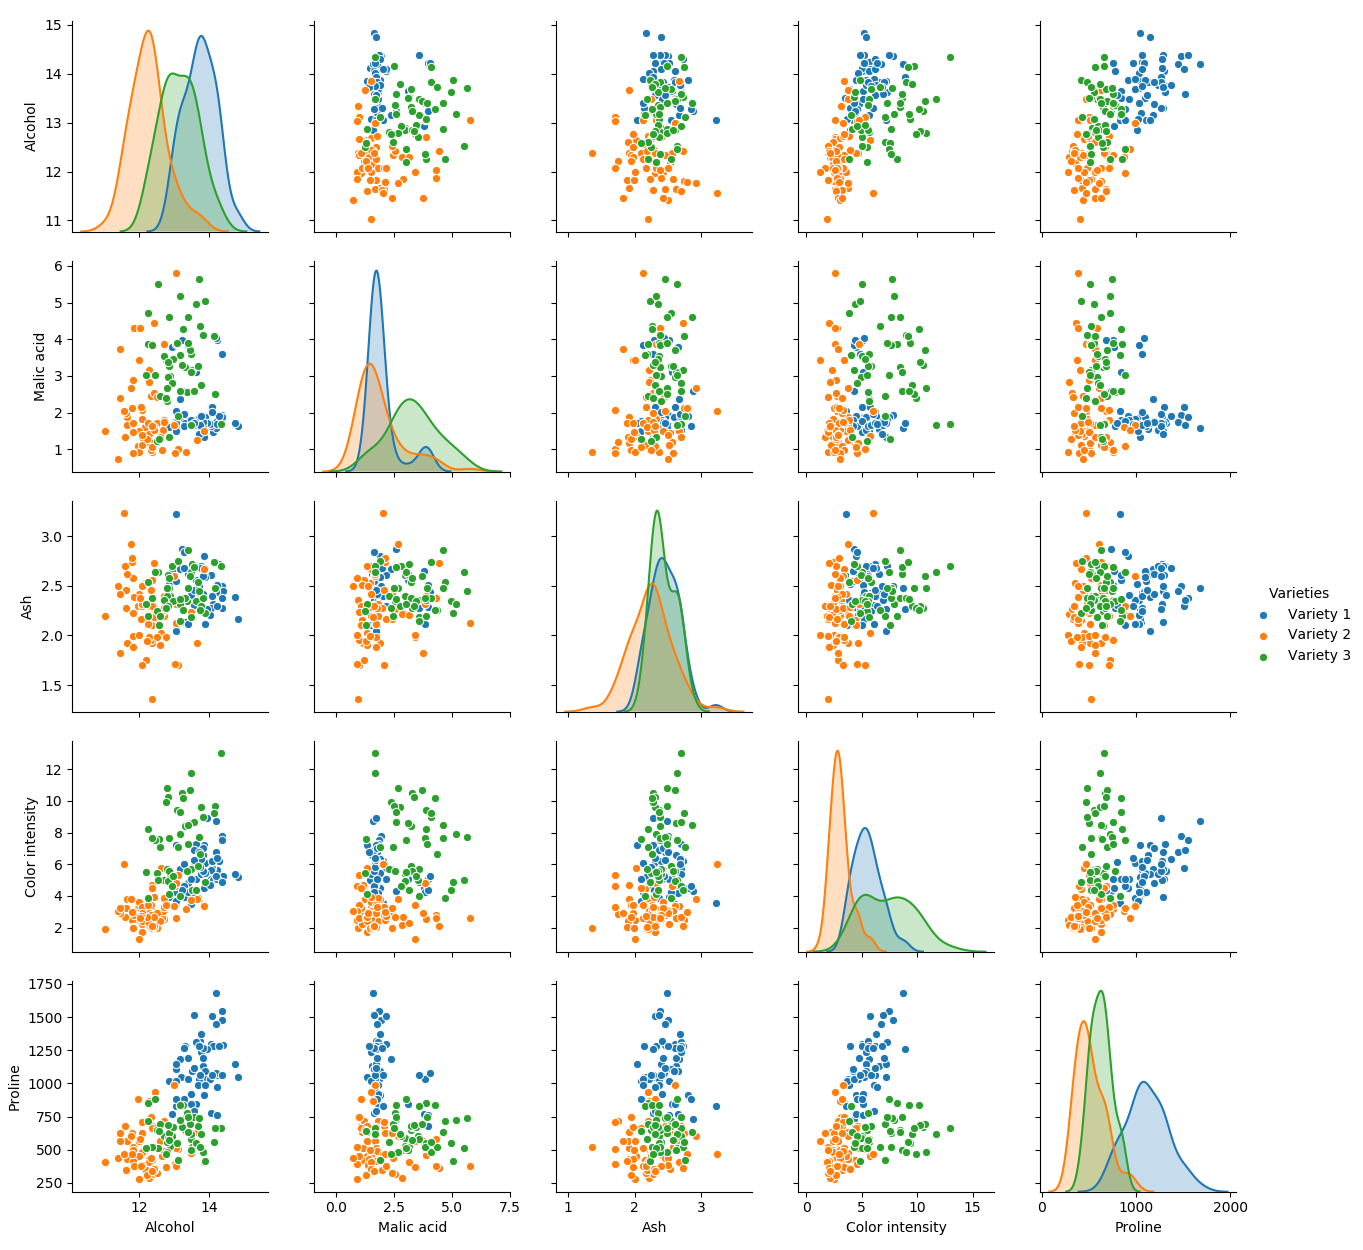 15
14
13
12
11
Alcohol
6
5
4
3
2
1
Malic acid
3.0
2.5
2.0
1.5
Ash
Varieties
Variety 1
Variety 2
Variety 3
12
10
8
6
4
2
Color intensity
1750
1500
1250
1000
750
500
250
Proline
12 14
Alcohol
0.0 2.5 5.0 7.5
Malic acid
1 2 3
Ash
0 5 10 15
Color intensity
0 1000 2000
Proline